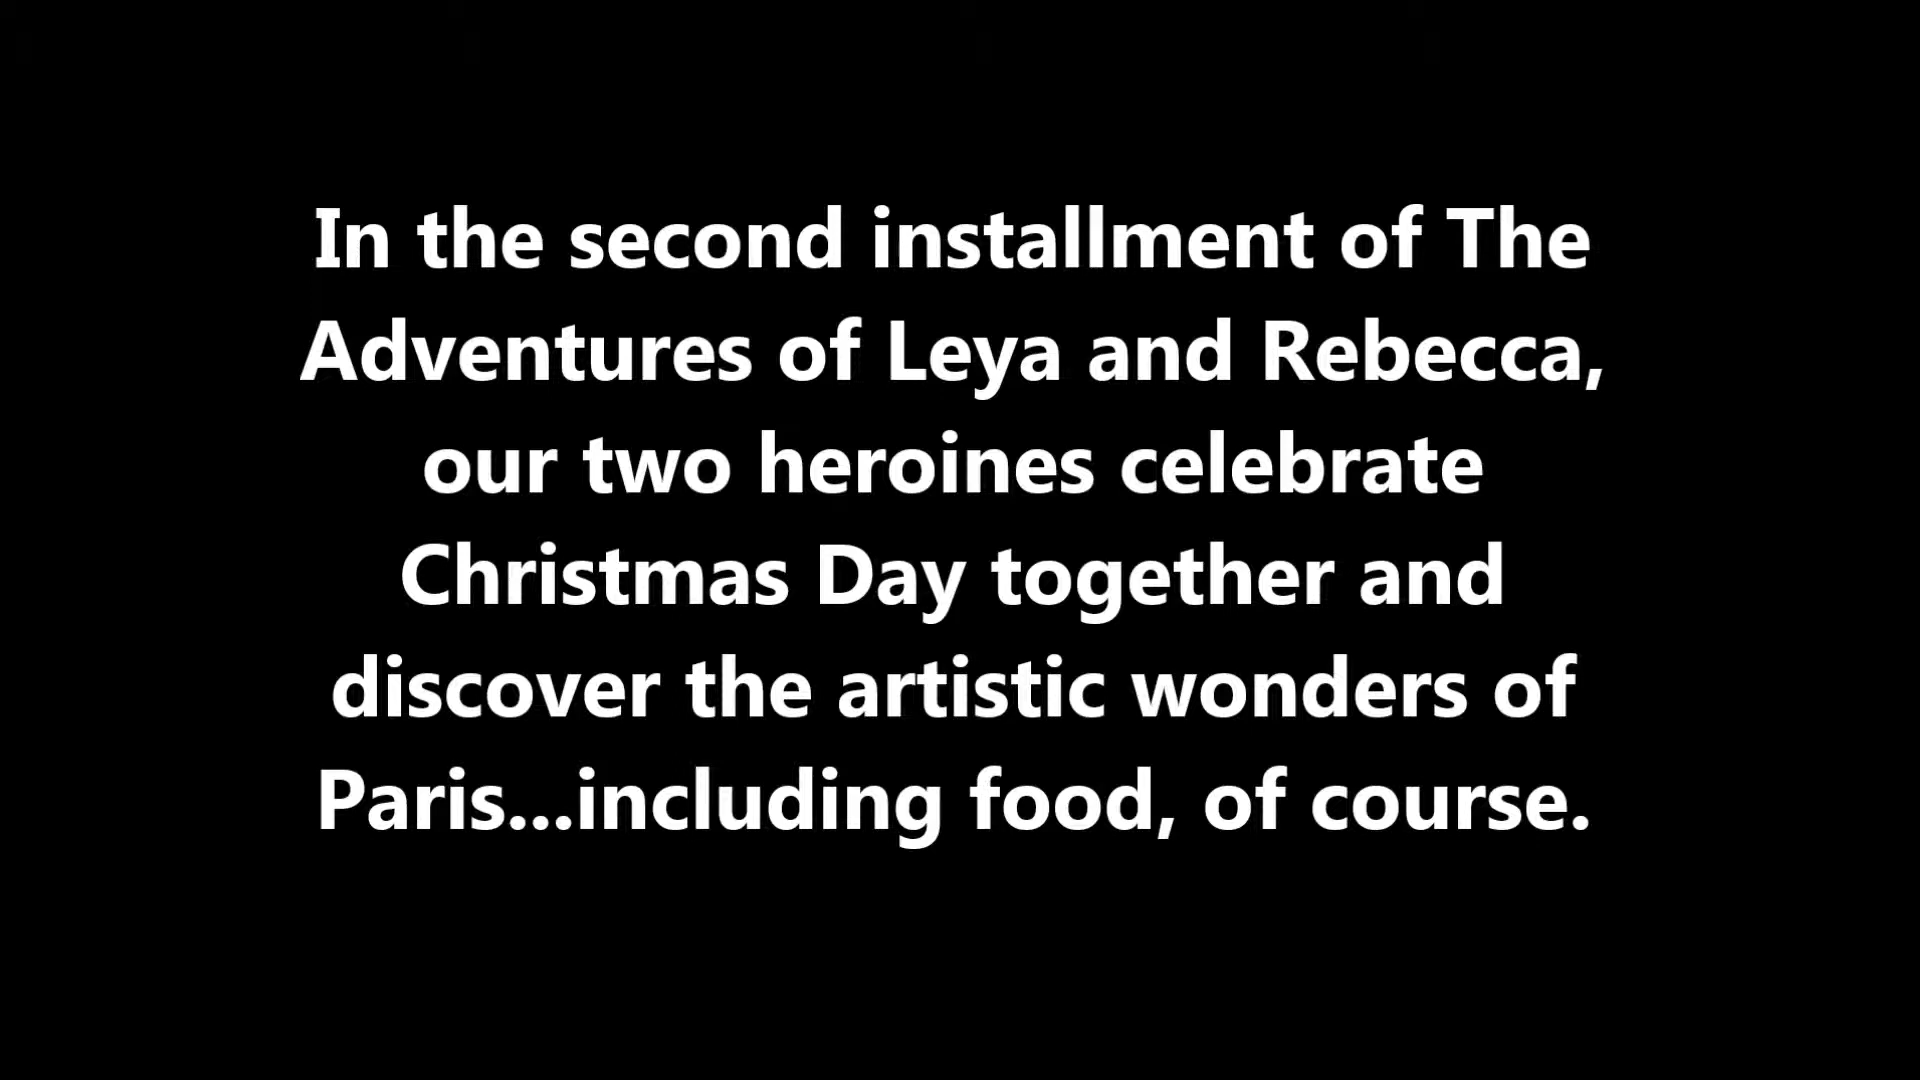 In the second installment of The
Adventures of Leya and Rebecca,
our two heroines celebrate
Christmas Day together and
discover the artistic wonders of
Paris...including food, of course.